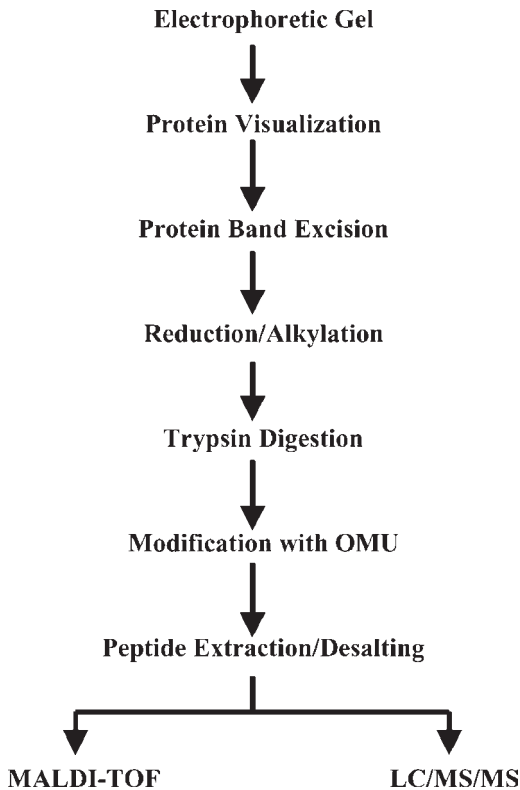 Electrophoretic Gel
Protein Visualization
Protein Band Excision
Reduction/Alkylation
Trypsin Digestion
Modification with OMU
Peptide Extraction/Desalting
MALDI-TOF
LC/MS/MS